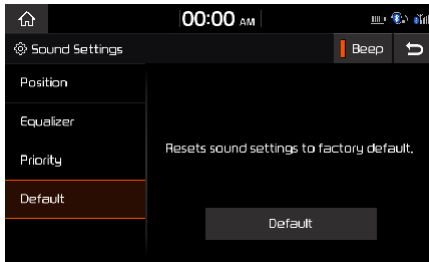 00:00 AM
Sound Settings
Beep
Position
Equalizer
Priority
Default
Resets sound settings to factory default.
Default